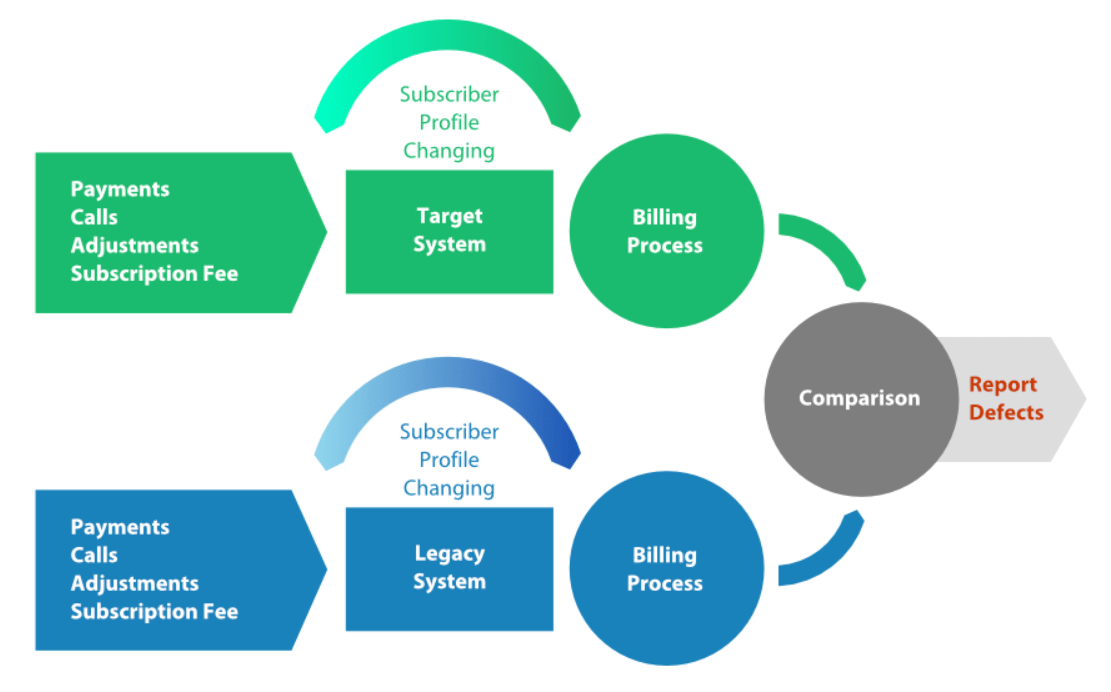 Subscriber
Profile
Changing
Payments
Calls
Adjustments
Subscription Fee
Target
System
Billing
Process
Comparison
Report
Defects
Subscriber
Profile
Changing
Payments
Calls
Adjustments
Subscription Fee
Legacy
System
Billing
Process